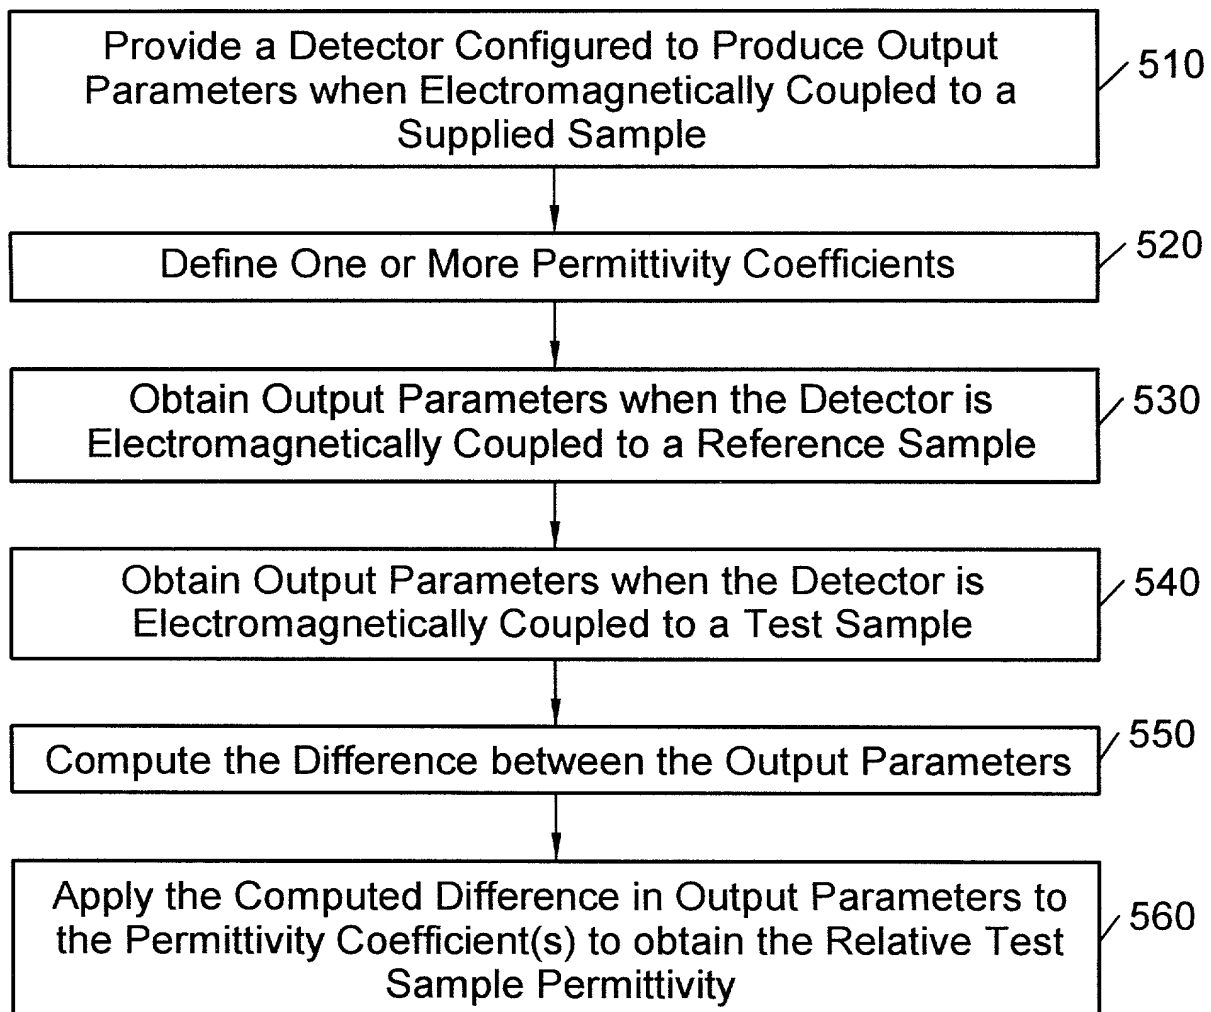 Provide a Detector Configured to Produce Output
Parameters when Electromagnetically Coupled to a
Supplied Sample
510
Define One or More Permittivity Coefficients
520
Obtain Output Parameters when the Detector is
Electromagnetically Coupled to a Reference Sample
530
Obtain Output Parameters when the Detector is
Electromagnetically Coupled to a Test Sample
540
Compute the Difference between the Output Parameters
550
Apply the Computed Difference in Output Parameters to
the Permittivity Coefficient(s) to obtain the Relative Test
Sample Permittivity
560